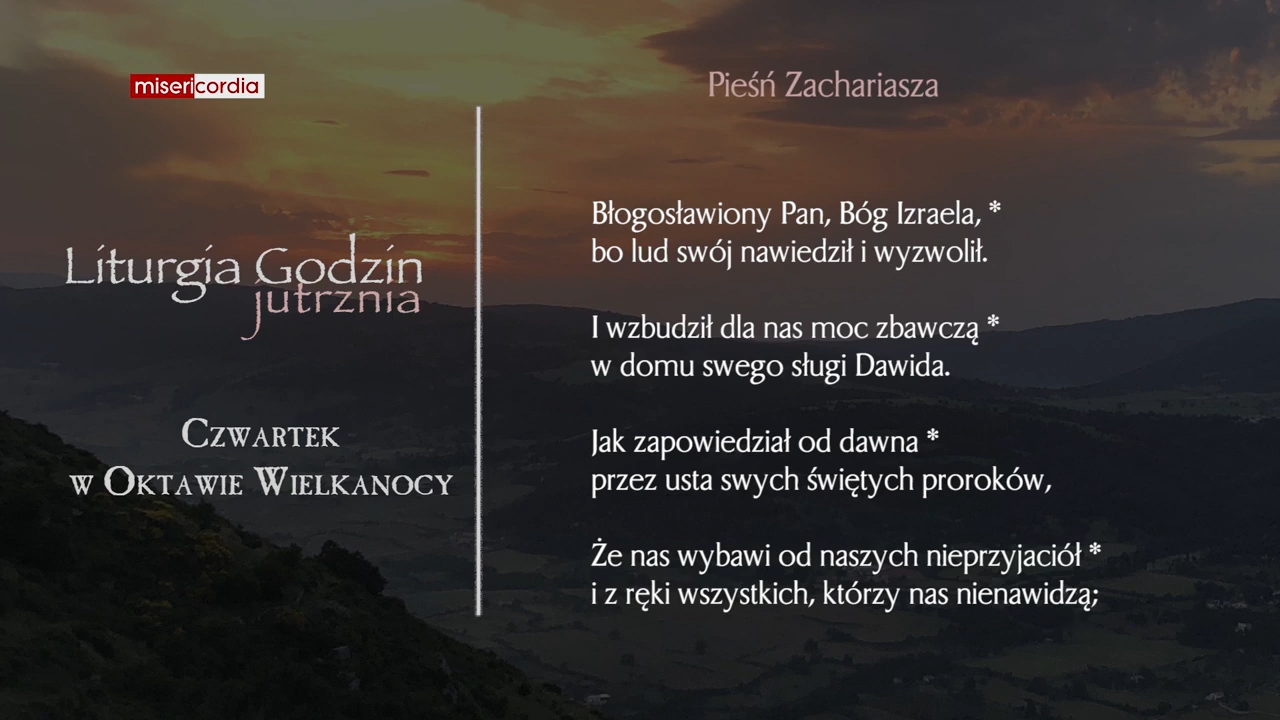 misericordia
Liturgia Godzin
jutrznia
Czwartek
w Oktawie Wielkanocy
Pieśń Zachariasza
Błogosławiony Pan, Bóg Izraela, *
bo lud swój nawiedził i wyzwolił.
I wzbudził dla nas moc zbawczą *
w domu swego sługi Dawida.
Jak zapowiedział od dawna *
przez usta swych świętych proroków,
Że nas wybawi od naszych nieprzyjaciół *
i z ręki wszystkich, którzy nas nienawidzą;